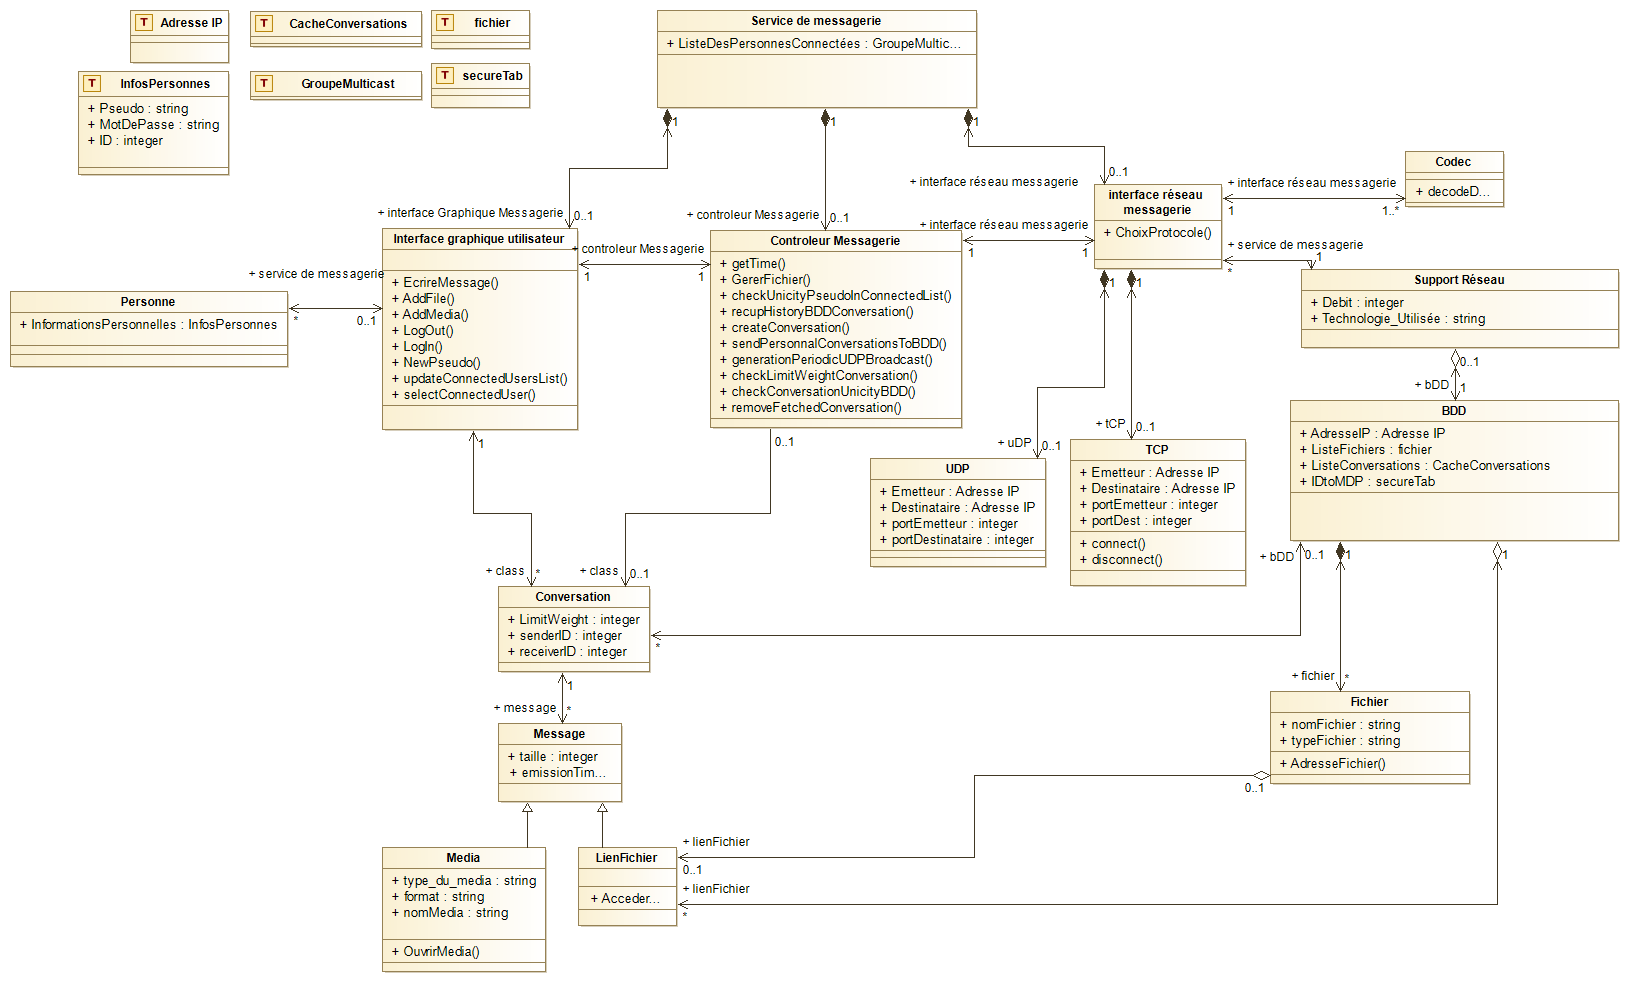 T Adresse IP
T CacheConversations
T fichier
T InfosPersonnes
+ Pseudo : string
+ MotDePasse : string
+ ID : integer
T GroupeMulticast
T secureTab
Service de messagerie
+ ListeDesPersonnesConnectées : GroupeMultic...
1
1
1
0..1
+ interface Graphique Messagerie
0..1
+ controleur Messagerie
0..1
+ interface réseau messagerie
interface réseau
messagerie
+ ChoixProtocole()
+ interface réseau messagerie
1
1..*
Codec
+ decodeD...
+ service de messagerie
1
*
Support Réseau
+ Debit : integer
+ Technologie_Utilisée : string
Personne
+ InformationsPersonnelles : InfosPersonnes
+ service de messagerie
*
0..1
Interface graphique utilisateur
+ EcrireMessage()
+ AddFile()
+ AddMedia()
+ LogOut()
+ LogIn()
+ NewPseudo()
+ updateConnectedUsersList()
+ selectConnectedUser()
+ controleur Messagerie
1
1
Controleur Messagerie
+ getTime()
+ GererFichier()
+ checkUnicityPseudoInConnectedList()
+ recupHistoryBDDConversation()
+ createConversation()
+ sendPersonnalConversationsToBDD()
+ generationPeriodicUDPBroadcast()
+ checkLimitWeightConversation()
+ checkConversationUnicityBDD()
+ removeFetchedConversation()
+ interface réseau messagerie
1
1
1
1
0..1
+ bDD
1
BDD
+ AdresseIP : Adresse IP
+ ListeFichiers : fichier
+ ListeConversations : CacheConversations
+ IDtoMDP : secureTab
+ uDP
0..1
+ tCP
0..1
UDP
+ Emetteur : Adresse IP
+ Destinataire : Adresse IP
+ portEmetteur : integer
+ portDestinataire : integer
TCP
+ Emetteur : Adresse IP
+ Destinataire : Adresse IP
+ portEmetteur : integer
+ portDest : integer
+ connect()
+ disconnect()
1
0..1
+ class
*
+ class
0..1
+ bDD
0..1
1
1
Conversation
+ LimitWeight : integer
+ senderID : integer
+ receiverID : integer
*
1
+ message
*
Message
+ taille : integer
+ emissionTim...
+ fichier
*
Fichier
+ nomFichier : string
+ typeFichier : string
+ AdresseFichier()
0..1
Media
+ type_du_media : string
+ format : string
+ nomMedia : string
+ OuvrirMedia()
LienFichier
+ Acceder...
+ lienFichier
0..1
+ lienFichier
*